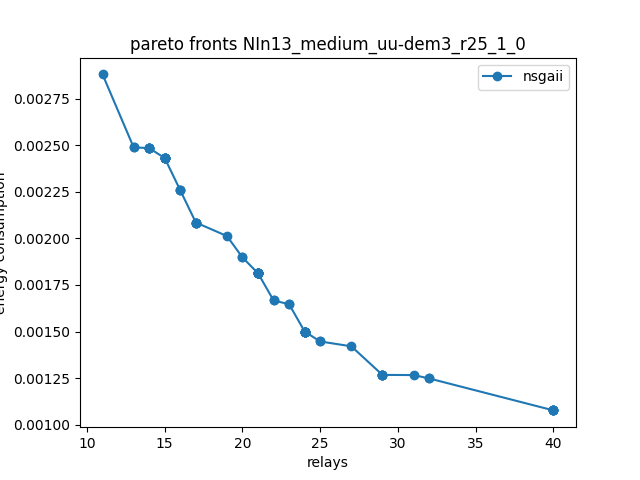 pareto fronts NIn13_medium_uu-dem3_r25_1_0
nsgaii
0.00275
0.00250
0.00225
0.00200
0.00175
0.00150
0.00125
0.00100
energy consumption
10 15 20 25 30 35 40
relays